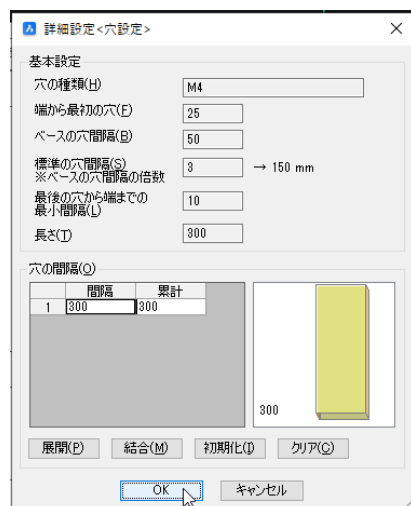 詳細設定<穴設定>
基本設定
穴の種類(H) M4
端から最初の穴(F) 25
ベースの穴間隔(B) 50
標準の穴間隔(S) 3 → 150 mm
※ベースの穴間隔の倍数
最後の穴から端までの
最小間隔(L) 10
長さ(T) 300
穴の間隔(O)
間隔 累計
1 300 300
300
展開(P) 結合(M) 初期化(I) クリア(C)
OK キャンセル